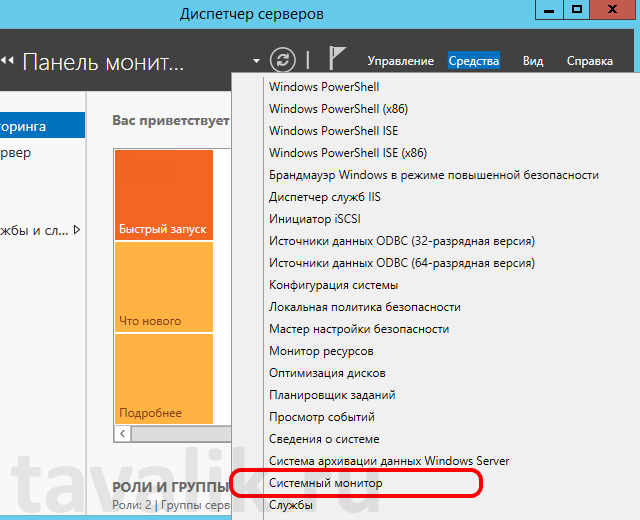 Диспетчер серверов
Панель монит...
Управление Средства Вид Справка
Windows PowerShell
Windows PowerShell (x86)
Windows PowerShell ISE
Windows PowerShell ISE (x86)
Брандмауэр Windows в режиме повышенной безопасности
Диспетчер служб IIS
Инициатор iSCSI
Источники данных ODBC (32-разрядная версия)
Источники данных ODBC (64-разрядная версия)
Конфигурация системы
Локальная политика безопасности
Мастер настройки безопасности
Монитор ресурсов
Оптимизация дисков
Планировщик заданий
Просмотр событий
Сведения о системе
Система архивации данных Windows Server
Системный монитор
Службы
торинга
рвер
жбы и сл...
Вас приветствует
Быстрый запуск
Что нового
Подробнее
РОЛИ И ГРУППЫ
Роли: 2 | Группы серв
tavalik.ru